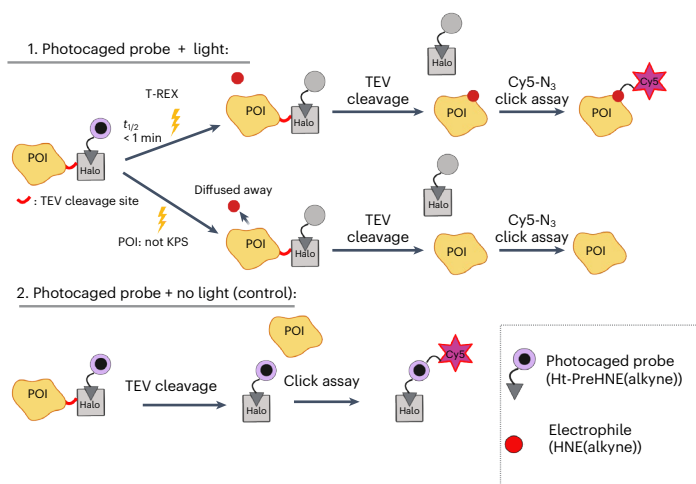 1. Photocaged probe + light:
T-REX
t1/2
< 1 min
POI
Halo
: TEV cleavage site
POI
Halo
TEV
cleavage
Halo
POI
Cy5-N3
click assay
POI
Cy5
Diffused away
POI: not KPS
POI
Halo
TEV
cleavage
Halo
POI
Cy5-N3
click assay
POI
2. Photocaged probe + no light (control):
POI
Halo
TEV cleavage
POI
Halo
Click assay
Halo
Cy5
Photocaged probe
(Ht-PreHNE(alkyne))
Electrophile
(HNE(alkyne))